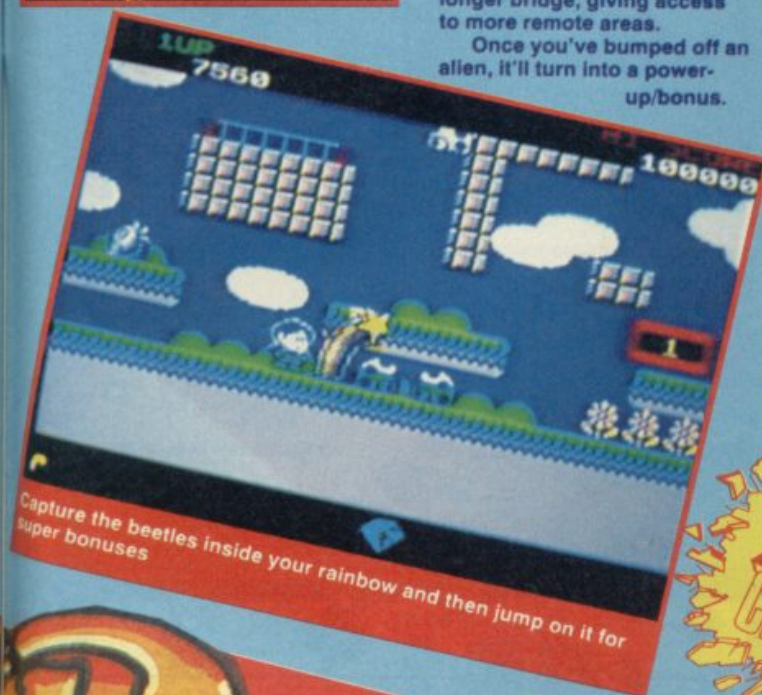 longer bridge, giving access
to more remote areas.
Once you've bumped off an
alien, it'll turn into a power-
up/bonus.
1UP
7560
HI SCORE
100000
1
Capture the beetles inside your rainbow and then jump on it for
super bonuses